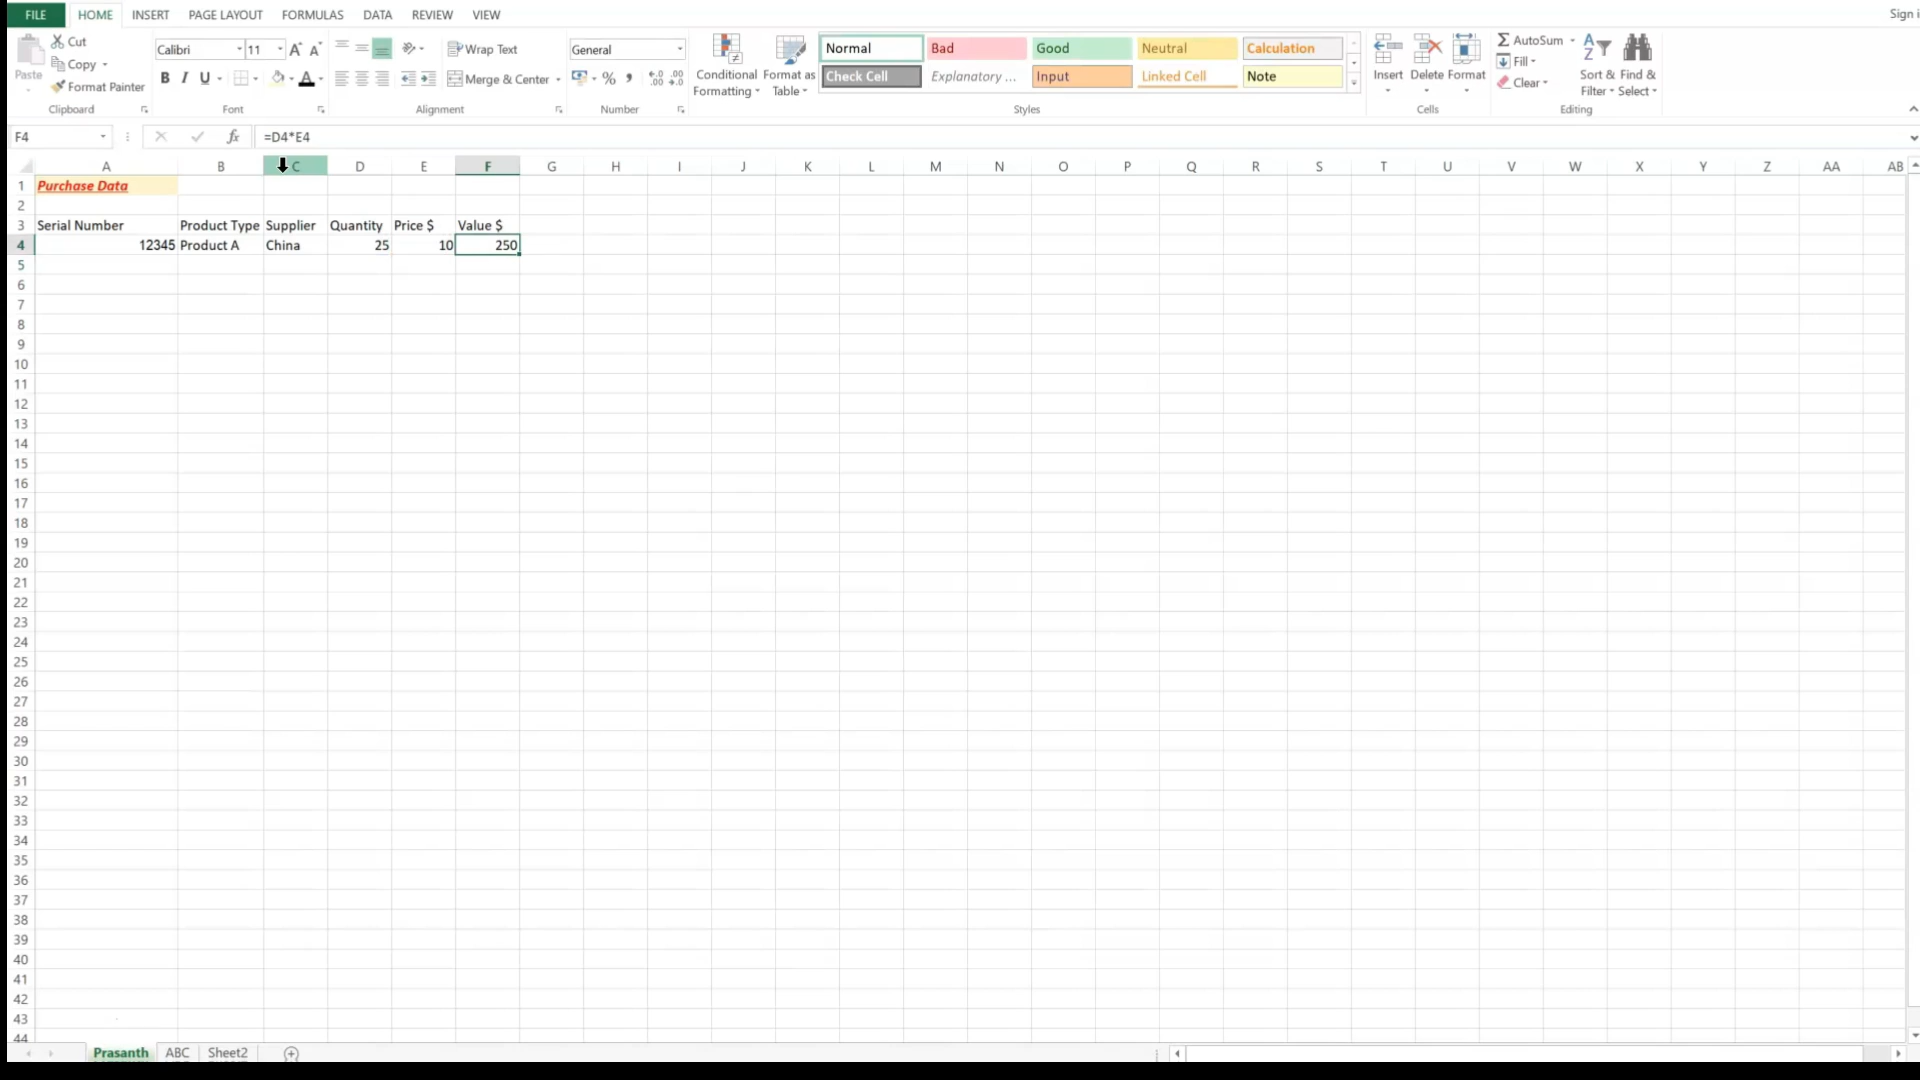 FILE HOME INSERT PAGE LAYOUT FORMULAS DATA REVIEW VIEW Sign i
Paste Cut Copy Format Painter
Clipboard
Calibri 11 A A
B I U A
Font
Wrap Text
Merge & Center
Alignment
General
% , .0 .00 .00 .0
Number
Conditional Formatting Format as Table
Normal Bad Good Neutral Calculation
Check Cell Explanatory ... Input Linked Cell Note
Styles
Insert Delete Format
Cells
AutoSum
Fill
Clear
Sort & Filter Find & Select
Editing
F4 fx =D4*E4
A B C D E F G H I J K L M N O P Q R S T U V W X Y Z AA AB
1 Purchase Data
2
3 Serial Number Product Type Supplier Quantity Price $ Value $
4 12345 Product A China 25 10 250
5
6
7
8
9
10
11
12
13
14
15
16
17
18
19
20
21
22
23
24
25
26
27
28
29
30
31
32
33
34
35
36
37
38
39
40
41
42
43
44
Prasanth ABC Sheet2